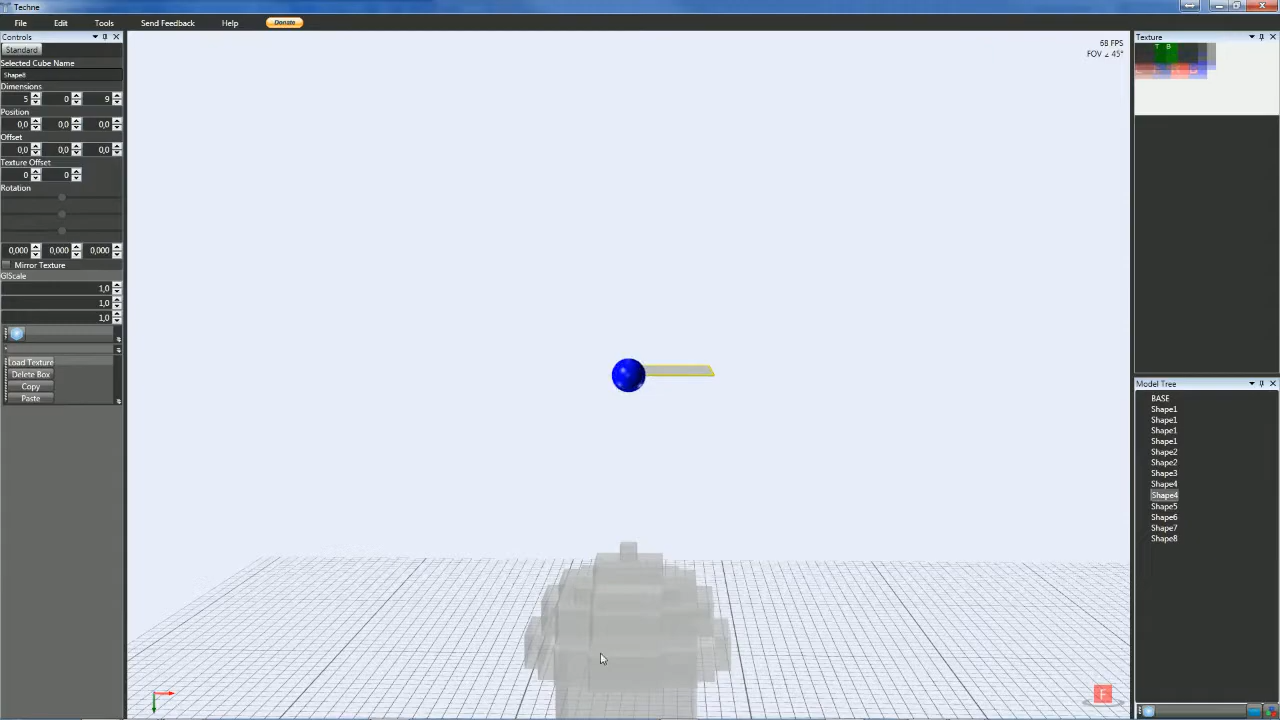 Techne
File Edit Tools Send Feedback Help Donate
Controls
Standard
Selected Cube Name
Shape8
Dimensions
5 0 9
Position
0,0 0,0 0,0
Offset
0,0 0,0 0,0
Texture Offset
0 0
Rotation
0,000 0,000 0,000
Mirror Texture
GlScale
1,0
1,0
1,0
Load Texture
Delete Box
Copy
Paste
68 FPS
FOV ∠ 45°
F
Texture
T B
Model Tree
BASE
Shape1
Shape1
Shape1
Shape1
Shape2
Shape2
Shape3
Shape4
Shape4
Shape5
Shape6
Shape7
Shape8